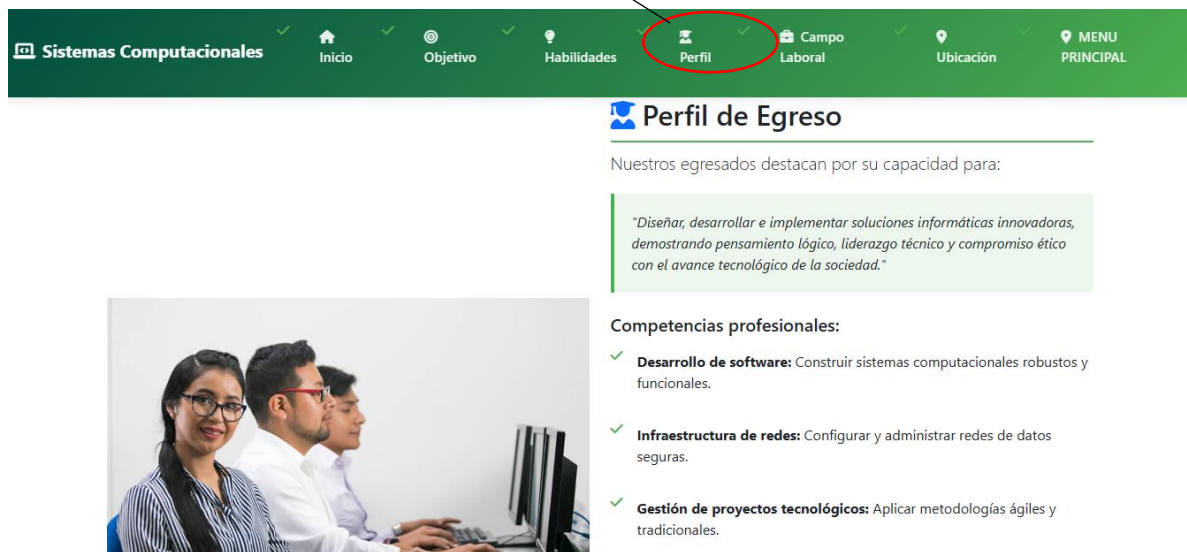 Sistemas Computacionales
Inicio
Objetivo
Habilidades
Perfil
Campo
Laboral
Ubicación
MENU
PRINCIPAL
Perfil de Egreso
Nuestros egresados destacan por su capacidad para:
"Diseñar, desarrollar e implementar soluciones informáticas innovadoras,
demostrando pensamiento lógico, liderazgo técnico y compromiso ético
con el avance tecnológico de la sociedad."
Competencias profesionales:
Desarrollo de software: Construir sistemas computacionales robustos y
funcionales.
Infraestructura de redes: Configurar y administrar redes de datos
seguras.
Gestión de proyectos tecnológicos: Aplicar metodologías ágiles y
tradicionales.